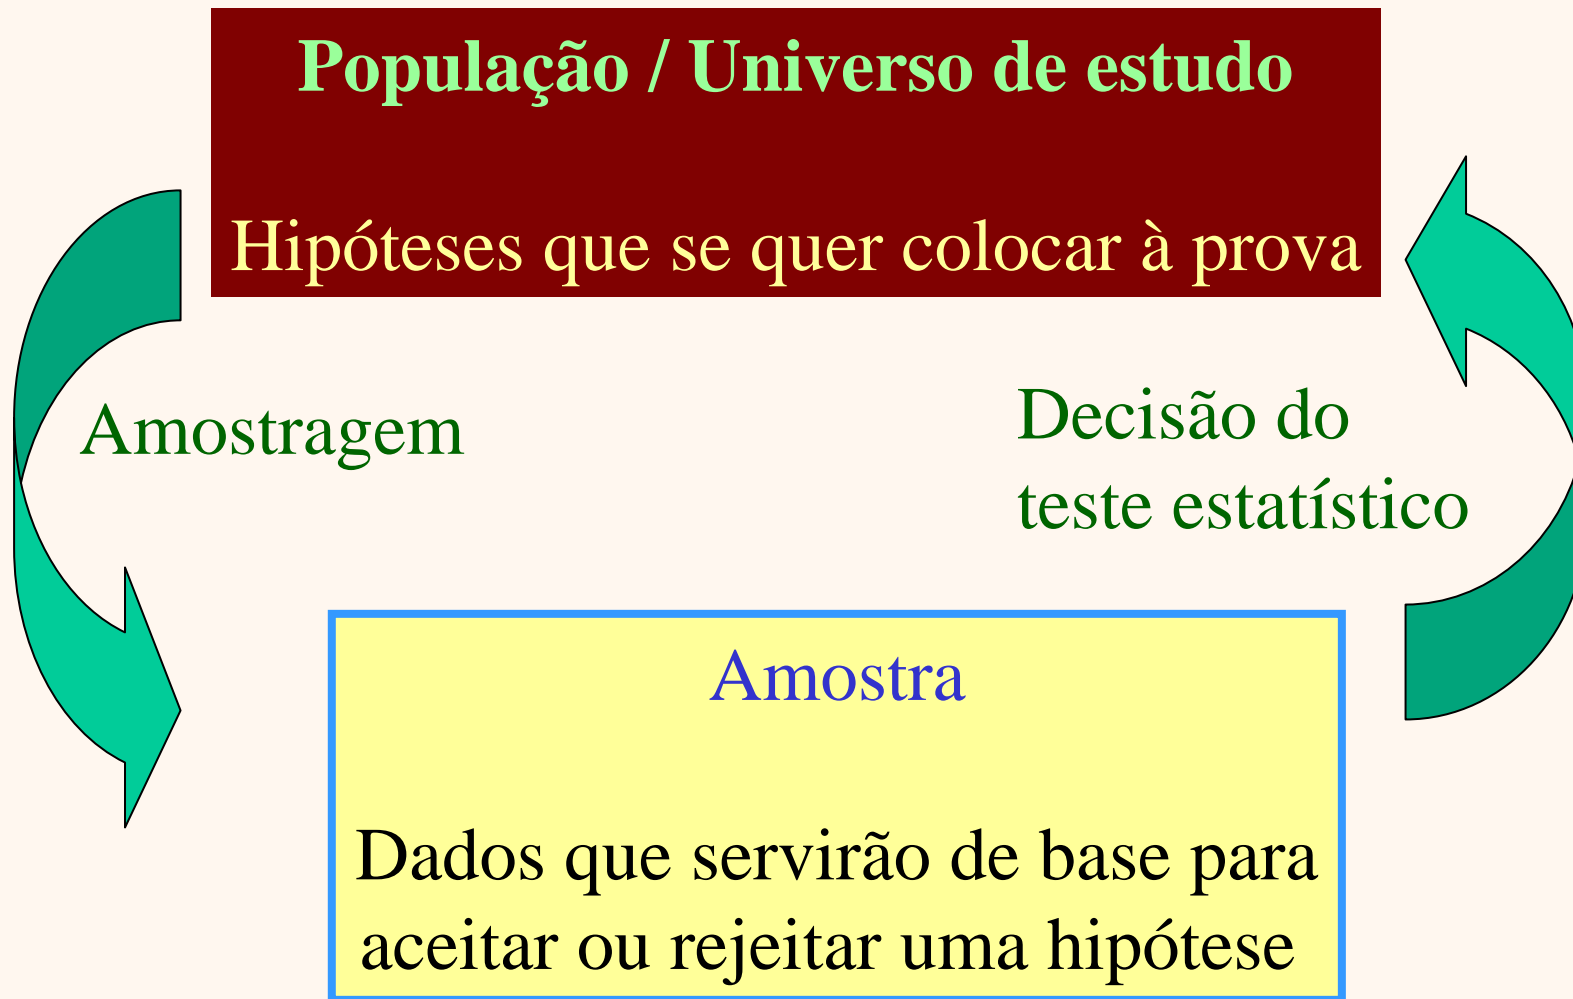 População / Universo de estudo
Hipóteses que se quer colocar à prova
Amostragem
Decisão do
teste estatístico
Amostra
Dados que servirão de base para
aceitar ou rejeitar uma hipótese